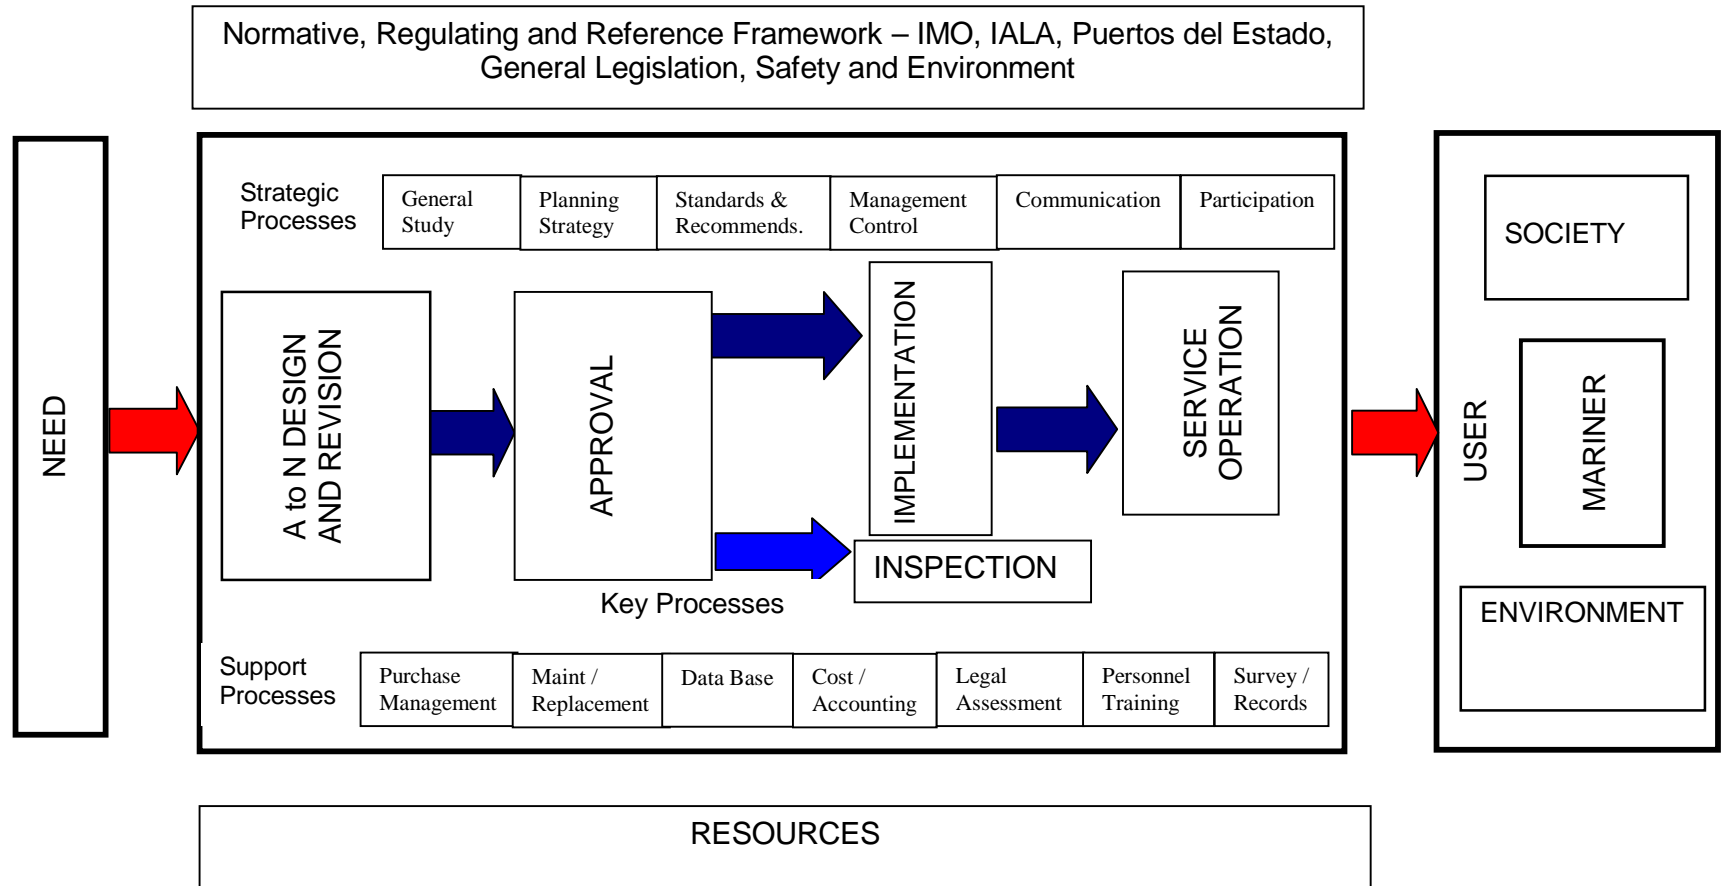 Normative, Regulating and Reference Framework – IMO, IALA, Puertos del Estado,
General Legislation, Safety and Environment
NEED
Strategic
Processes
General
Study
Planning
Strategy
Standards &
Recommends.
Management
Control
Communication
Participation
A to N DESIGN
AND REVISION
APPROVAL
IMPLEMENTATION
INSPECTION
SERVICE
OPERATION
Key Processes
Support
Processes
Purchase
Management
Maint /
Replacement
Data Base
Cost /
Accounting
Legal
Assessment
Personnel
Training
Survey /
Records
USER
SOCIETY
MARINER
ENVIRONMENT
RESOURCES